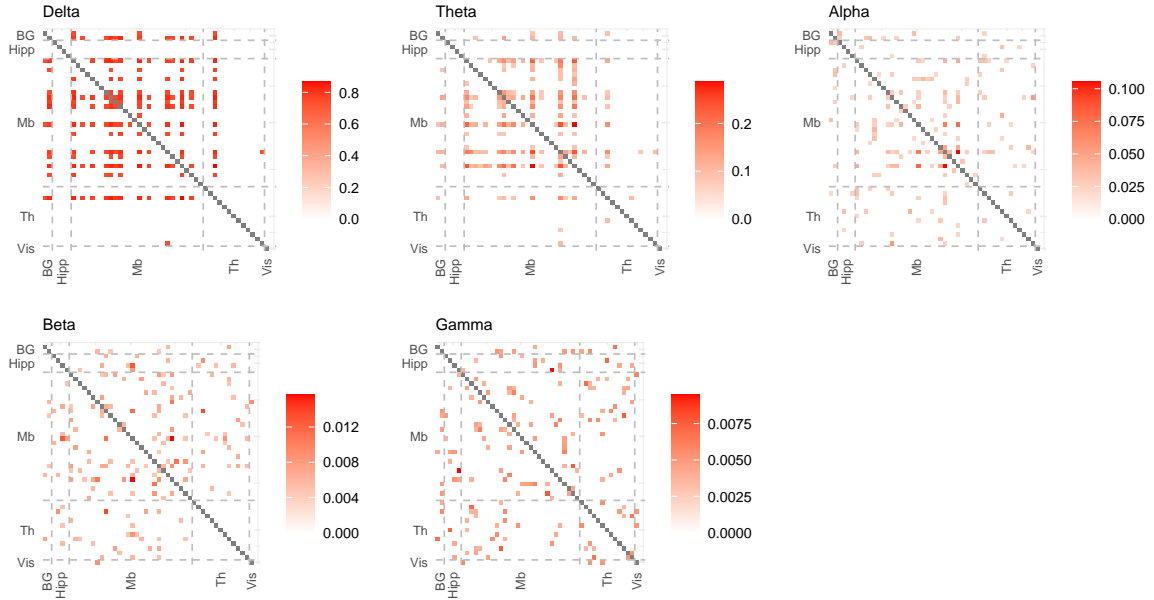 Delta
BG
Hipp
Mb
Th
Vis
BG
Hipp
Mb
Th
Vis
0.8
0.6
0.4
0.2
0.0
Theta
BG
Hipp
Mb
Th
Vis
BG
Hipp
Mb
Th
Vis
0.2
0.1
0.0
Alpha
BG
Hipp
Mb
Th
Vis
BG
Hipp
Mb
Th
Vis
0.100
0.075
0.050
0.025
0.000
Beta
BG
Hipp
Mb
Th
Vis
BG
Hipp
Mb
Th
Vis
0.012
0.008
0.004
0.000
Gamma
BG
Hipp
Mb
Th
Vis
BG
Hipp
Mb
Th
Vis
0.0075
0.0050
0.0025
0.0000